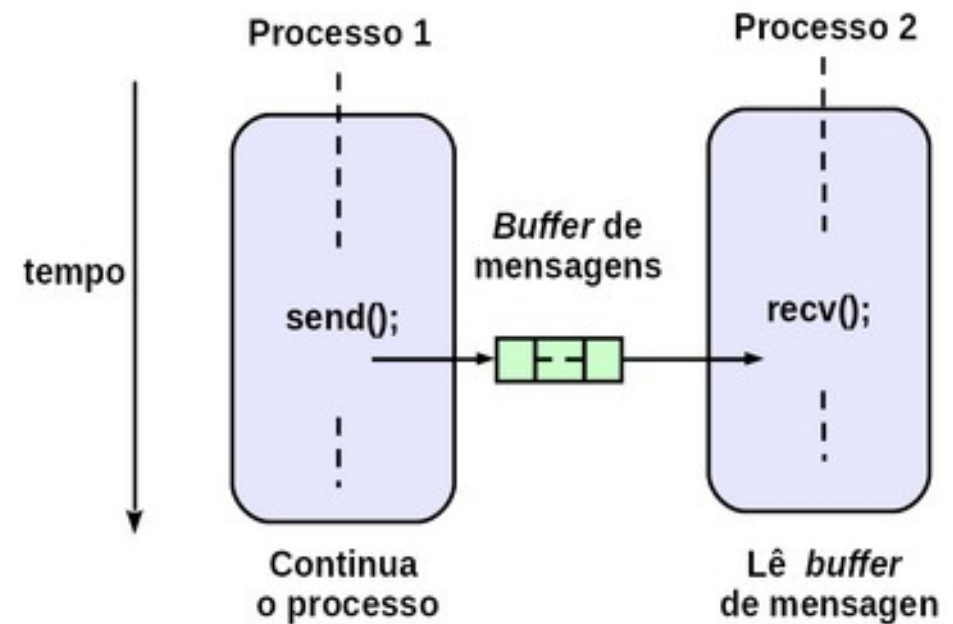 Processo 1
Processo 2
Buffer de
mensagens
tempo
send();
recv();
Continua
o processo
Lê buffer
de mensagen